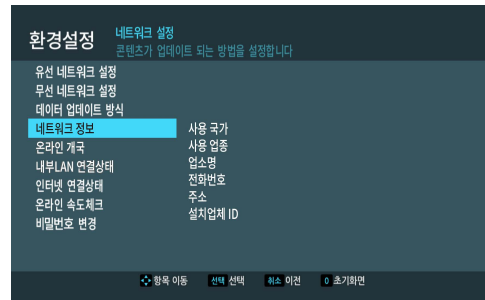 환경설정
네트워크 설정
콘텐츠가 업데이트 되는 방법을 설정합니다
유선 네트워크 설정
무선 네트워크 설정
데이터 업데이트 방식
네트워크 정보
온라인 개국
내부LAN 연결상태
인터넷 연결상태
온라인 속도체크
비밀번호 변경
사용 국가
사용 업종
업소명
전화번호
주소
설치업체 ID
항목 이동 선택 선택 취소 이전 0 초기화면